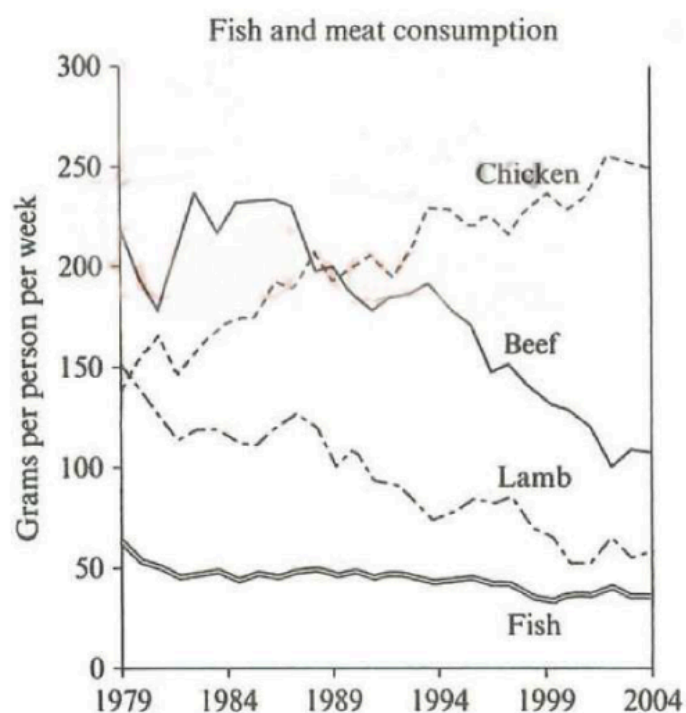 Fish and meat consumption
300
250
200
150
100
50
0
Grams per person per week
Chicken
Beef
Lamb
Fish
1979 1984 1989 1994 1999 2004